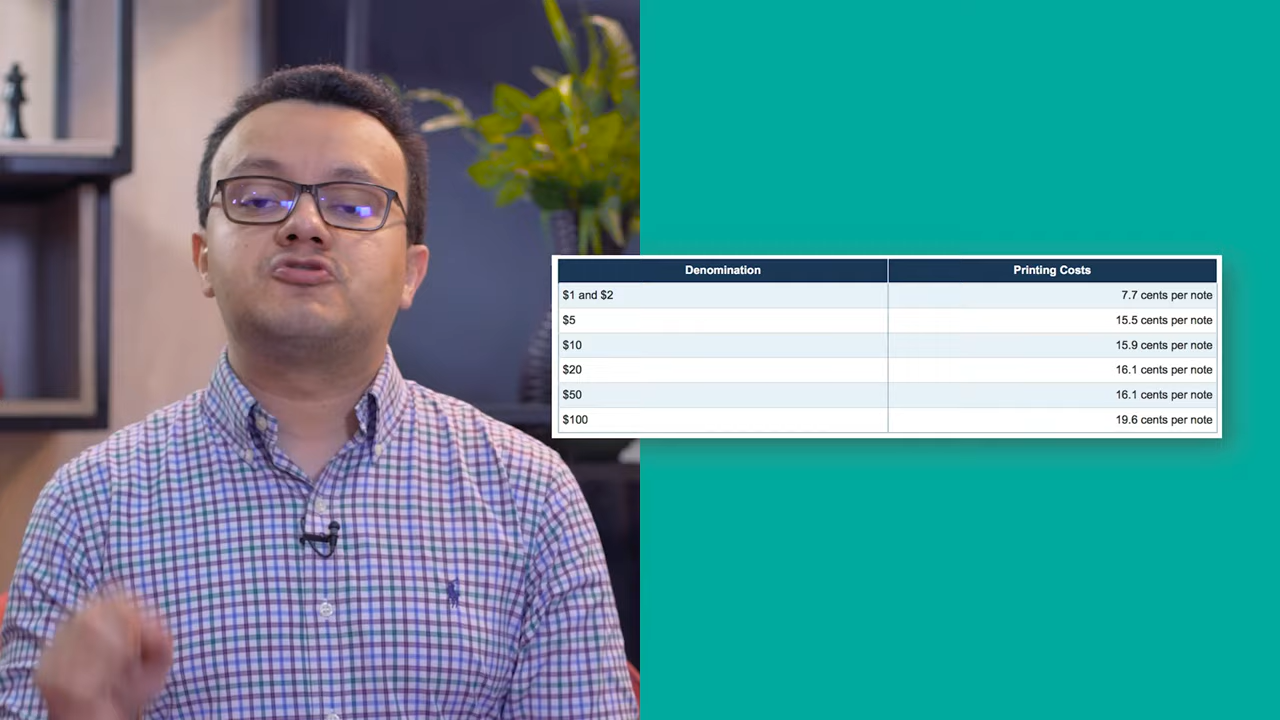 Denomination Printing Costs
$1 and $2 7.7 cents per note
$5 15.5 cents per note
$10 15.9 cents per note
$20 16.1 cents per note
$50 16.1 cents per note
$100 19.6 cents per note